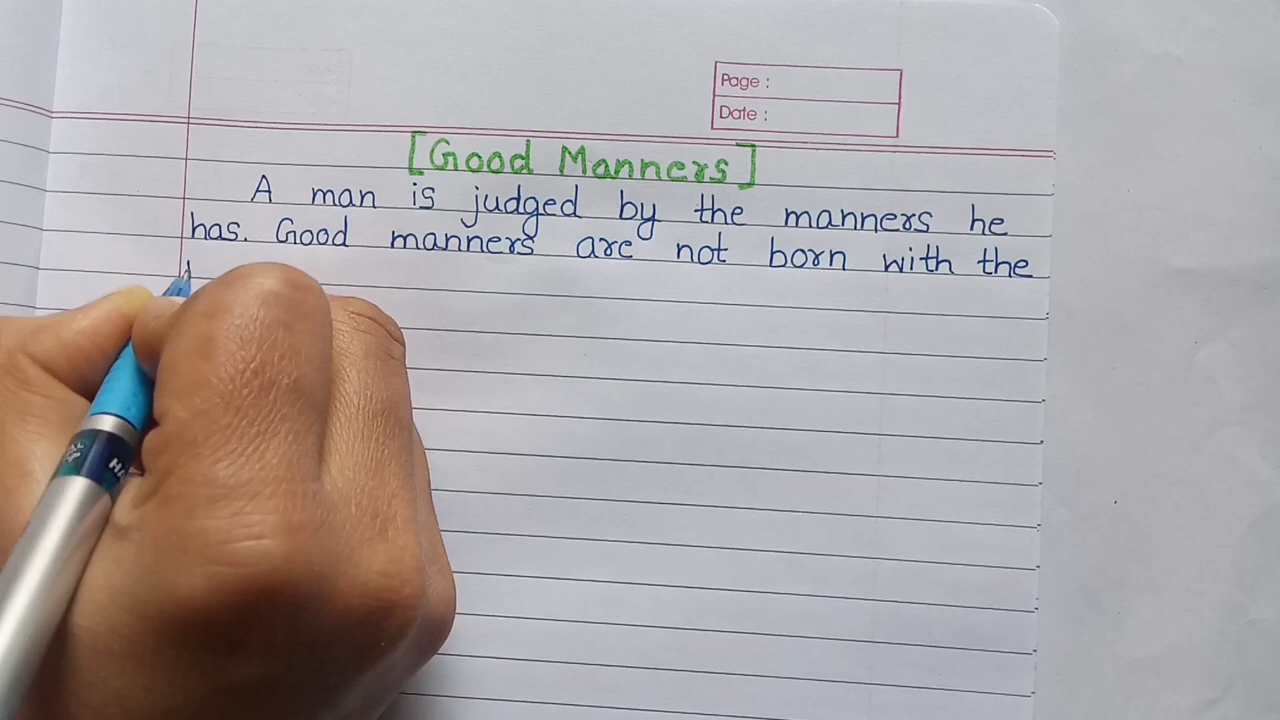 Page :
Date :
[Good Manners]
A man is judged by the manners he
has. Good manners are not born with the